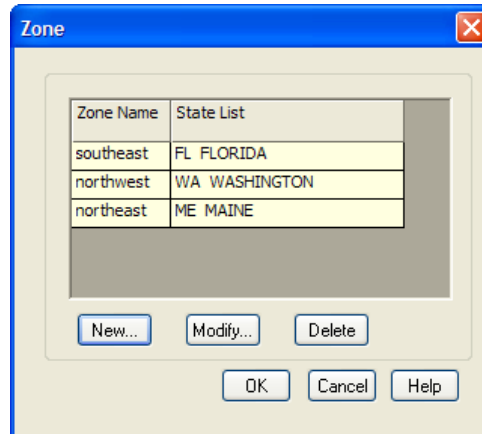 Zone
Zone Name State List
southeast FL FLORIDA
northwest WA WASHINGTON
northeast ME MAINE
New... Modify... Delete
OK Cancel Help